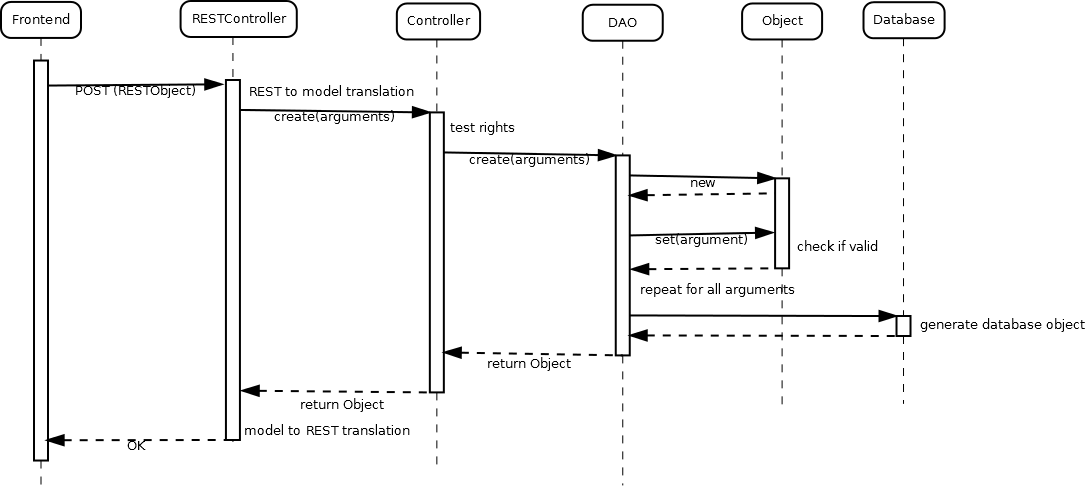 Frontend
RESTController
Controller
DAO
Object
Database
POST (RESTObject)
REST to model translation
create(arguments)
test rights
create(arguments)
new
set(argument)
check if valid
repeat for all arguments
generate database object
return Object
return Object
model to REST translation
OK